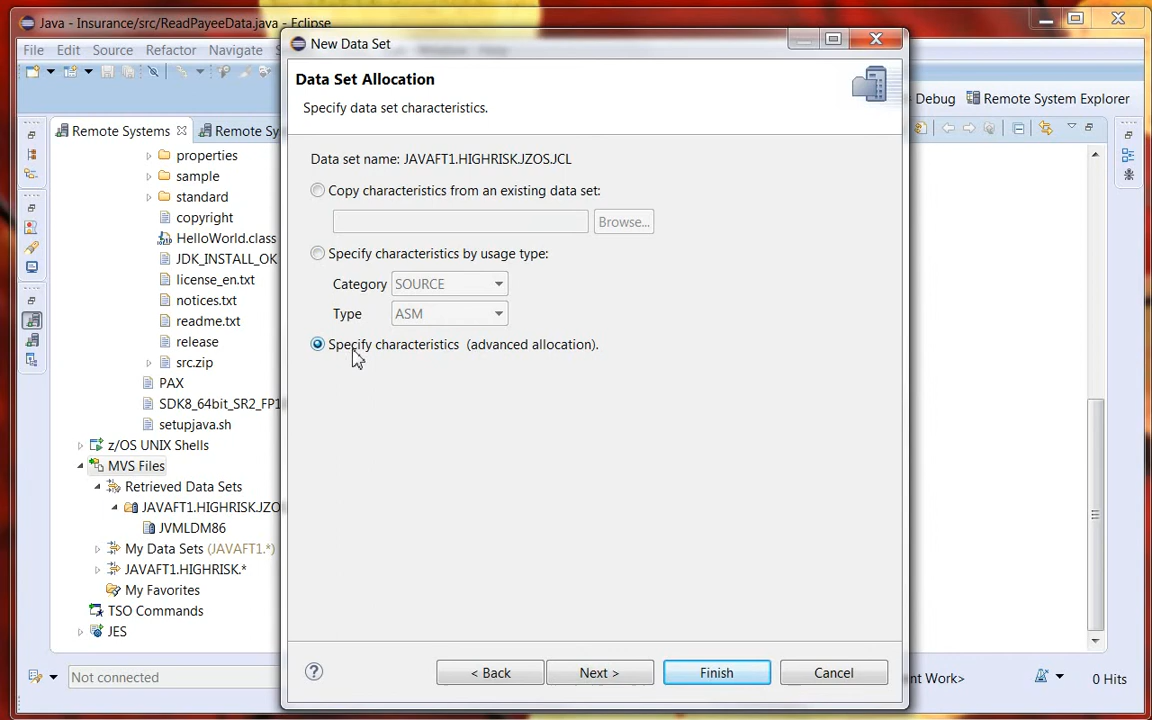 Java - Insurance/src/ReadPayeeData.java - Eclipse
File Edit Source Refactor Navigate
New Data Set
Data Set Allocation
Specify data set characteristics.
Debug Remote System Explorer
Remote Systems Remote Sy
properties
sample
standard
copyright
HelloWorld.class
JDK_INSTALL_OK
license_en.txt
notices.txt
readme.txt
release
src.zip
PAX
SDK8_64bit_SR2_FP1
setupjava.sh
z/OS UNIX Shells
MVS Files
Retrieved Data Sets
JAVAFT1.HIGHRISK.JZO
JVMLDM86
My Data Sets (JAVAFT1.*)
JAVAFT1.HIGHRISK.*
My Favorites
TSO Commands
JES
Data set name: JAVAFT1.HIGHRISK.JZOS.JCL
Copy characteristics from an existing data set:
Browse...
Specify characteristics by usage type:
Category SOURCE
Type ASM
Specify characteristics (advanced allocation).
? < Back Next > Finish Cancel
Not connected
nt Work>
0 Hits